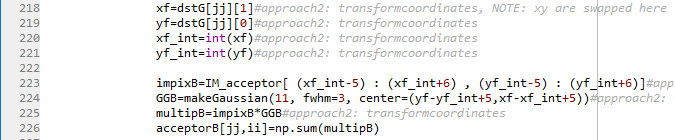 218 xf=dstG[jj][1]#approach2: transformcoordinates, NOTE: xy are swapped here
219 yf=dstG[jj][0]#approach2: transformcoordinates
220 xf_int=int(xf)#approach2: transformcoordinates
221 yf_int=int(yf)#approach2: transformcoordinates
222
223 impixB=IM_acceptor[ (xf_int-5) : (xf_int+6) , (yf_int-5) : (yf_int+6)]#app
224 GGB=makeGaussian(11, fwhm=3, center=(yf-yf_int+5,xf-xf_int+5))#approach2:
225 multipB=impixB*GGB#approach2: transformcoordinates
226 acceptorB[jj,ii]=np.sum(multipB)